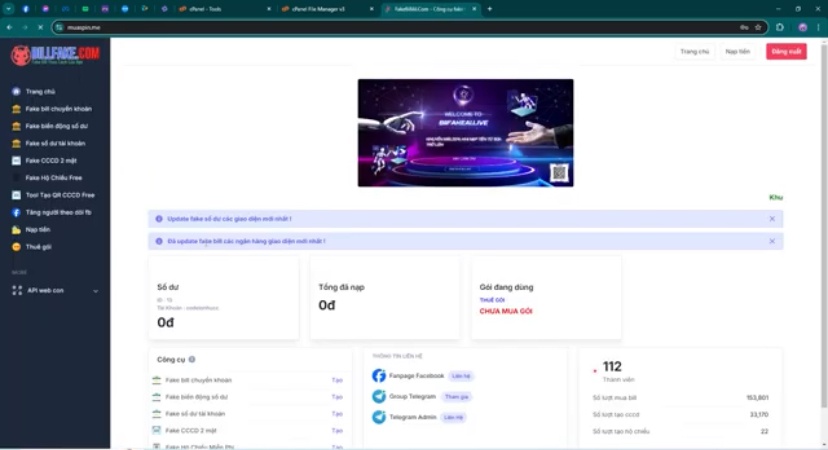 cPanel - Tools
cPanel File Manager v3
muaspin.me
BILLFAKE.COM
Trang chủ
Nạp tiền
Đăng xuất
Trang chủ
Fake bill chuyển khoản
Fake biến động số dư
Fake số dư tài khoản
Fake CCCD 2 mặt
Fake Hộ Chiếu Free
Tool Tạo QR CCCD Free
Tăng người theo dõi fb
Nạp tiền
Thuê gói
MORE
API web con
WELCOME TO
BILLFAKEALLIVE
Khu
Update fake số dư các giao diện mới nhất !
Đã update fake bill các ngân hàng giao diện mới nhất !
Số dư
0đ
Tổng đã nạp
0đ
Gói đang dùng
THUÊ GÓI
CHƯA MUA GÓI
Công cụ
Fake bill chuyển khoản Tạo
Fake biến động số dư Tạo
Fake số dư tài khoản Tạo
Fake CCCD 2 mặt Tạo
Fake Hộ Chiếu Miễn Phí
THÔNG TIN LIÊN HỆ
Fanpage Facebook Liên hệ
Group Telegram Tham gia
Telegram Admin Liên Hệ
112
Thành viên
Số lượt mua bill 153,801
Số lượt tạo cccd 33,170
Số lượt tạo hộ chiếu 22